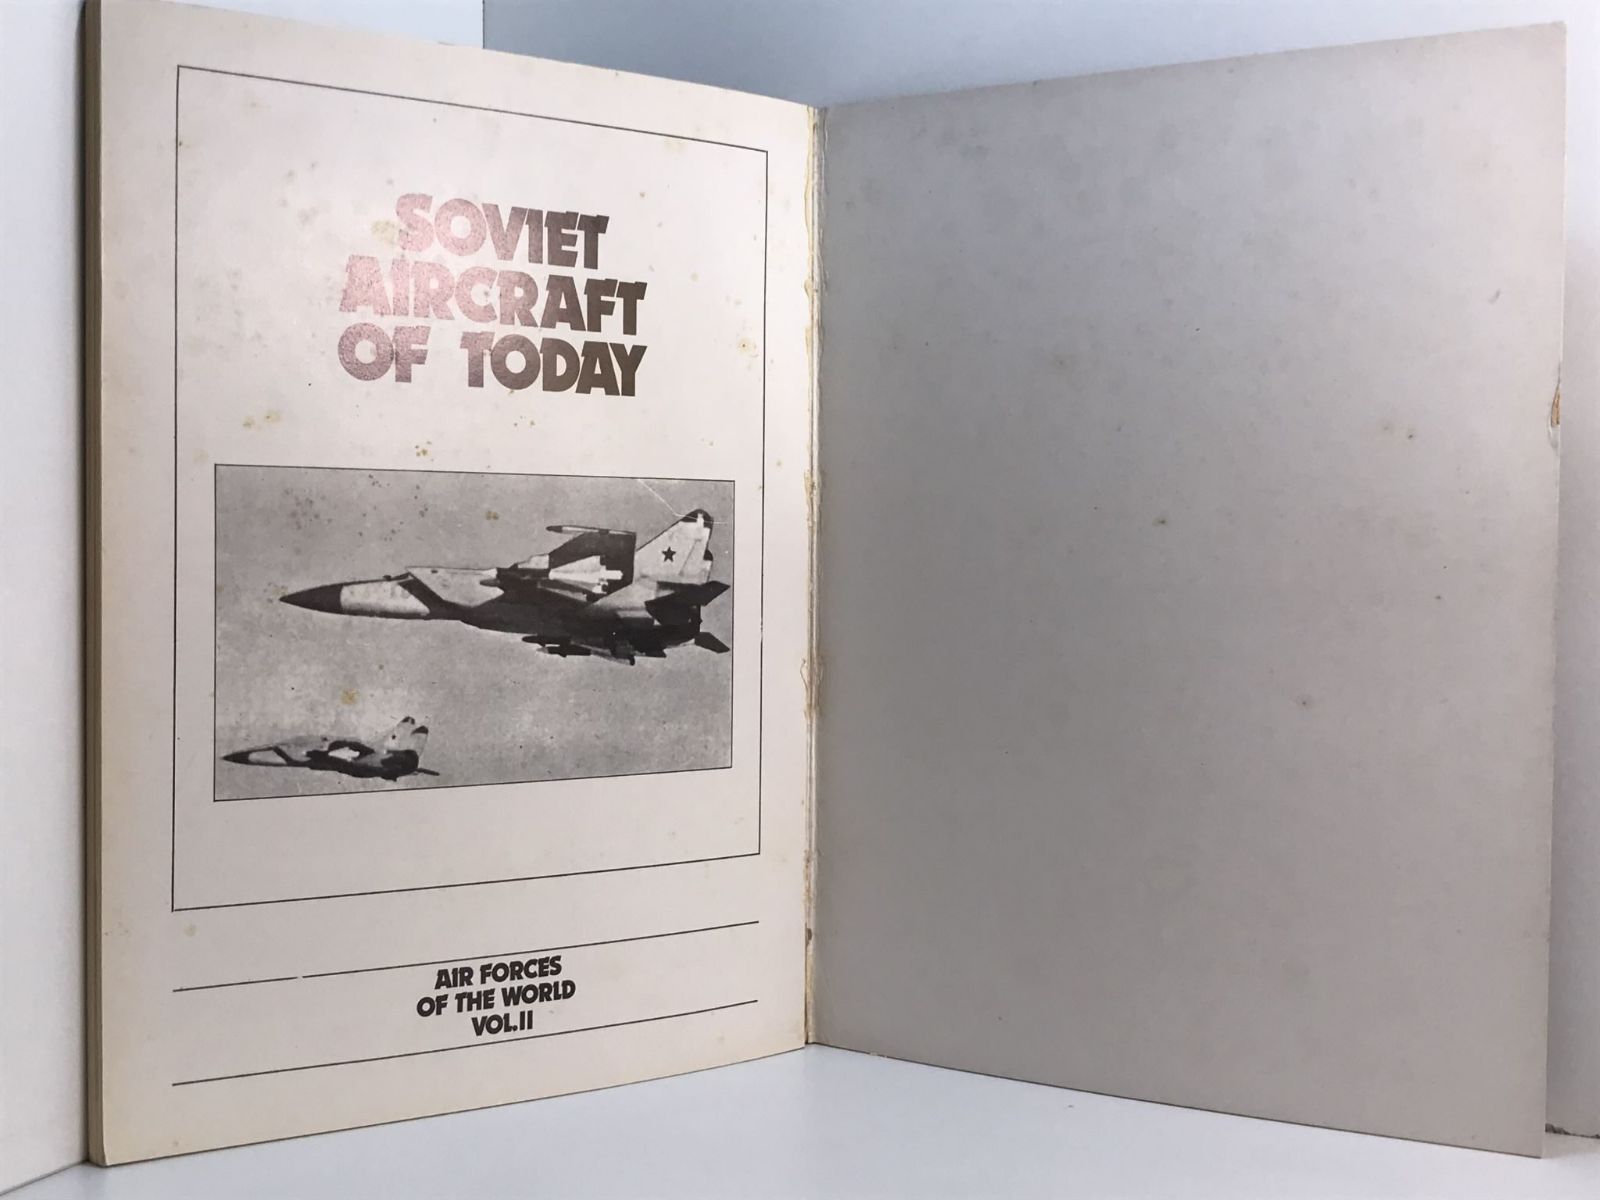 SOVIET
AIRCRAFT
OF TODAY
AIR FORCES
OF THE WORLD
VOL.II